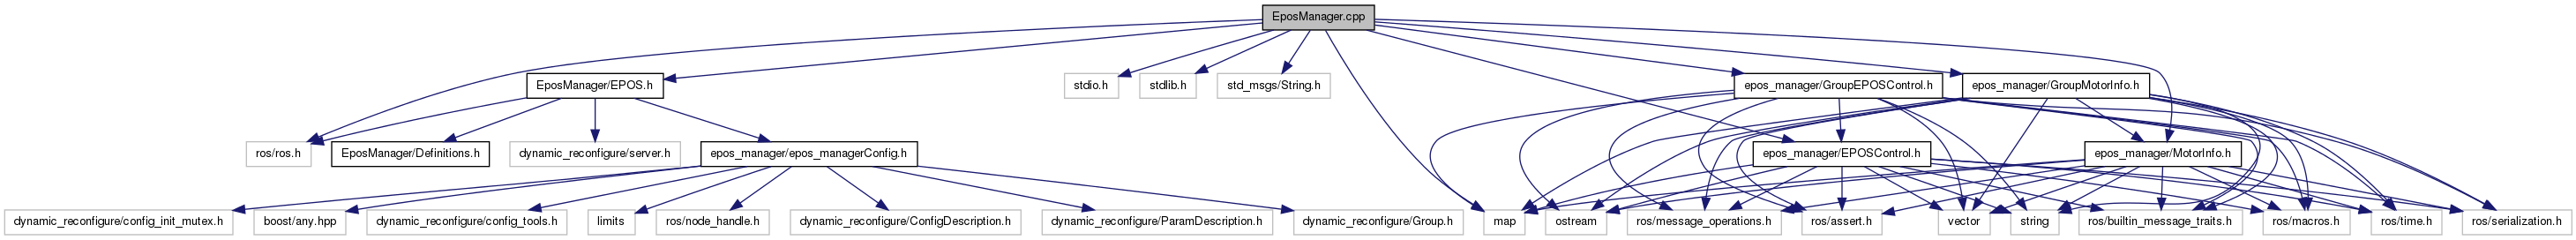 EposManager.cpp
EposManager/EPOS.h
stdio.h
stdlib.h
std_msgs/String.h
epos_manager/GroupEPOSControl.h
epos_manager/GroupMotorInfo.h
ros/ros.h
EposManager/Definitions.h
dynamic_reconfigure/server.h
epos_manager/epos_managerConfig.h
epos_manager/EPOSControl.h
epos_manager/MotorInfo.h
dynamic_reconfigure/config_init_mutex.h
boost/any.hpp
dynamic_reconfigure/config_tools.h
limits
ros/node_handle.h
dynamic_reconfigure/ConfigDescription.h
dynamic_reconfigure/ParamDescription.h
dynamic_reconfigure/Group.h
map
ostream
ros/message_operations.h
ros/assert.h
vector
string
ros/builtin_message_traits.h
ros/macros.h
ros/time.h
ros/serialization.h